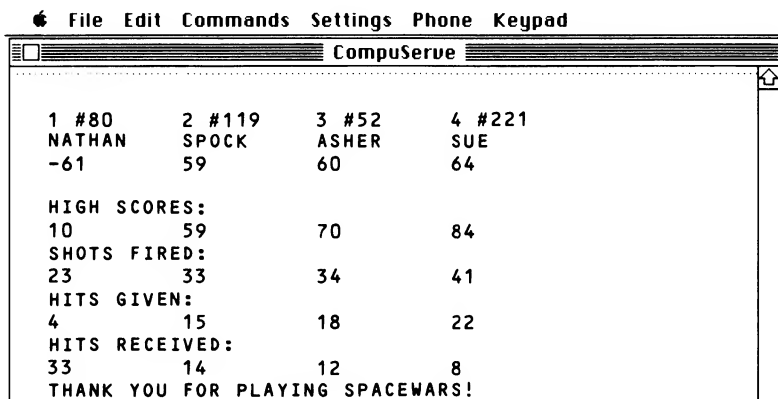 File Edit Commands Settings Phone Keypad
CompuServe
1 #80 2 #119 3 #52 4 #221
NATHAN SPOCK ASHER SUE
-61 59 60 64
HIGH SCORES:
10 59 70 84
SHOTS FIRED:
23 33 34 41
HITS GIVEN:
4 15 18 22
HITS RECEIVED:
33 14 12 8
THANK YOU FOR PLAYING SPACEWARS!